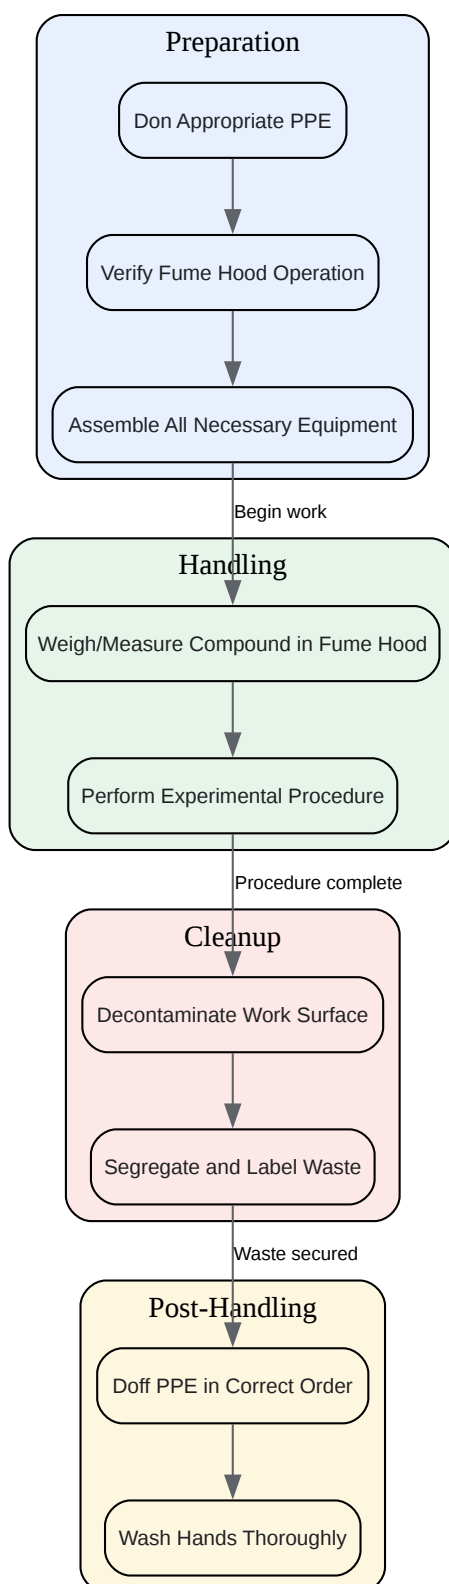 Preparation
Don Appropriate PPE
Verify Fume Hood Operation
Assemble All Necessary Equipment
Begin work
Handling
Weigh/Measure Compound in Fume Hood
Perform Experimental Procedure
Procedure complete
Cleanup
Decontaminate Work Surface
Segregate and Label Waste
Waste secured
Post-Handling
Doff PPE in Correct Order
Wash Hands Thoroughly